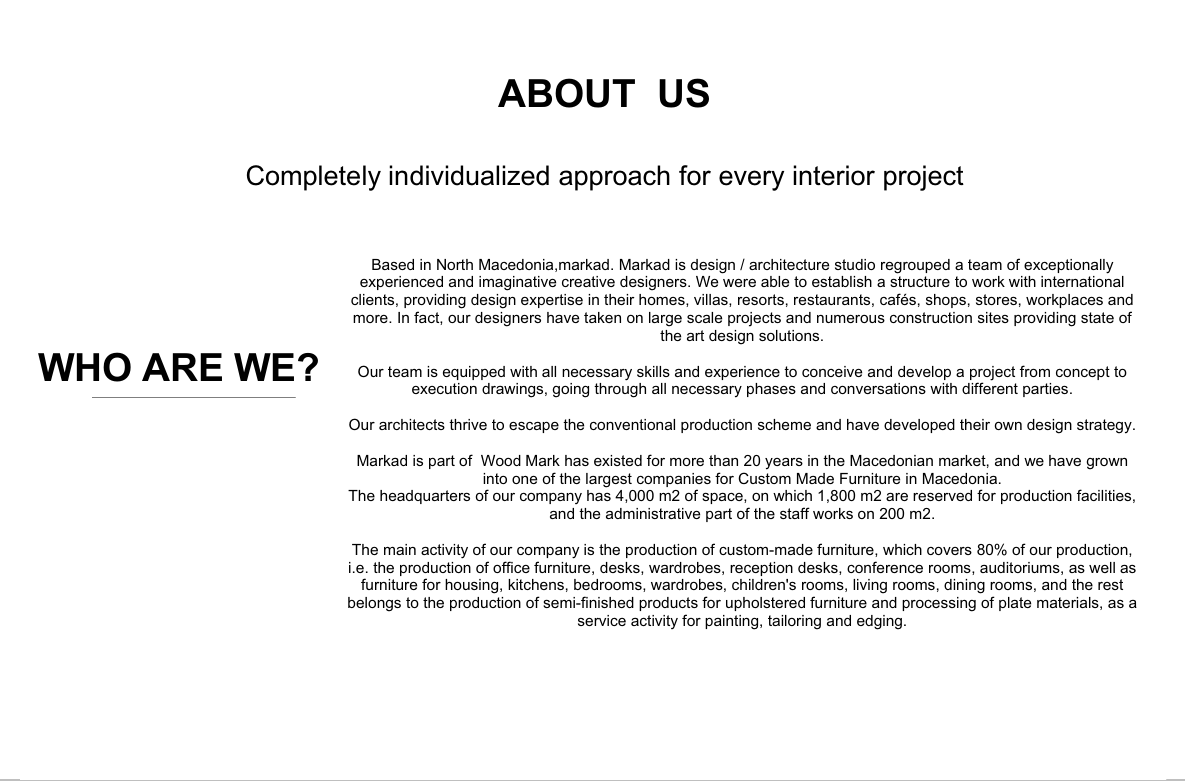 ABOUT  US
Completely individualized approach for every interior project
WHO ARE WE?
Based in North Macedonia,markad. Markad is design / architecture studio regrouped a team of exceptionally
experienced and imaginative creative designers. We were able to establish a structure to work with international
clients, providing design expertise in their homes, villas, resorts, restaurants, cafés, shops, stores, workplaces and
more. In fact, our designers have taken on large scale projects and numerous construction sites providing state of
the art design solutions.
Our team is equipped with all necessary skills and experience to conceive and develop a project from concept to
execution drawings, going through all necessary phases and conversations with different parties.
Our architects thrive to escape the conventional production scheme and have developed their own design strategy.
Markad is part of  Wood Mark has existed for more than 20 years in the Macedonian market, and we have grown
into one of the largest companies for Custom Made Furniture in Macedonia.
The headquarters of our company has 4,000 m2 of space, on which 1,800 m2 are reserved for production facilities,
and the administrative part of the staff works on 200 m2.
The main activity of our company is the production of custom-made furniture, which covers 80% of our production,
i.e. the production of office furniture, desks, wardrobes, reception desks, conference rooms, auditoriums, as well as
furniture for housing, kitchens, bedrooms, wardrobes, children's rooms, living rooms, dining rooms, and the rest
belongs to the production of semi-finished products for upholstered furniture and processing of plate materials, as a
service activity for painting, tailoring and edging.